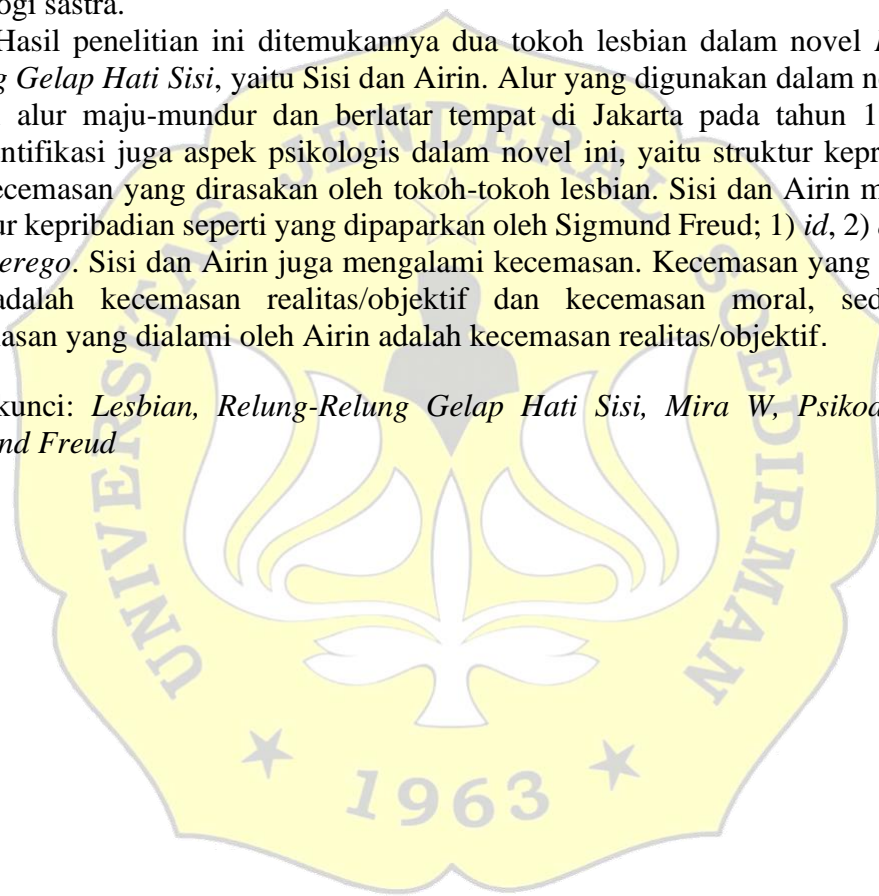 ogi sastra.
Hasil penelitian ini ditemukannya dua tokoh lesbian dalam novel
g Gelap Hati Sisi, yaitu Sisi dan Airin. Alur yang digunakan dalam n
alur maju-mundur dan berlatar tempat di Jakarta pada tahun 1
ntifikasi juga aspek psikologis dalam novel ini, yaitu struktur kepr
ecemasan yang dirasakan oleh tokoh-tokoh lesbian. Sisi dan Airin m
ur kepribadian seperti yang dipaparkan oleh Sigmund Freud; 1) id, 2)
erego. Sisi dan Airin juga mengalami kecemasan. Kecemasan yang
adalah kecemasan realitas/objektif dan kecemasan moral, sed
asan yang dialami oleh Airin adalah kecemasan realitas/objektif.
kunci: Lesbian, Relung-Relung Gelap Hati Sisi, Mira W, Psikoa
nd Freud
UNIVERSITAS JENDERAL SOEDIRMAN
1963